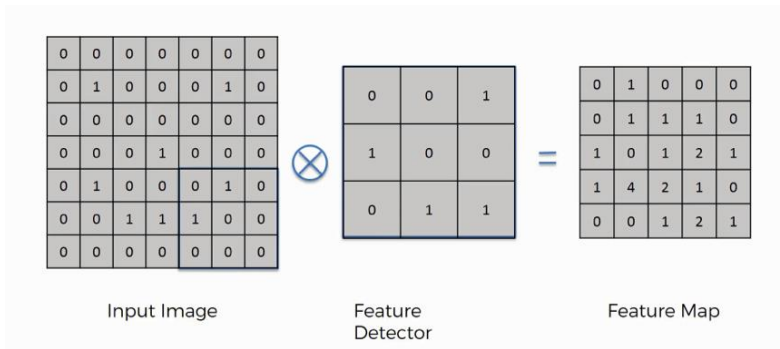 0 0 0 0 0 0 0
0 1 0 0 0 1 0
0 0 0 0 0 0 0
0 0 0 1 0 0 0
0 1 0 0 0 1 0
0 0 1 1 1 0 0
0 0 0 0 0 0 0
Input Image
⊗
0 0 1
1 0 0
0 1 1
Feature
Detector
=
0 1 0 0 0
0 1 1 1 0
1 0 1 2 1
1 4 2 1 0
0 0 1 2 1
Feature Map